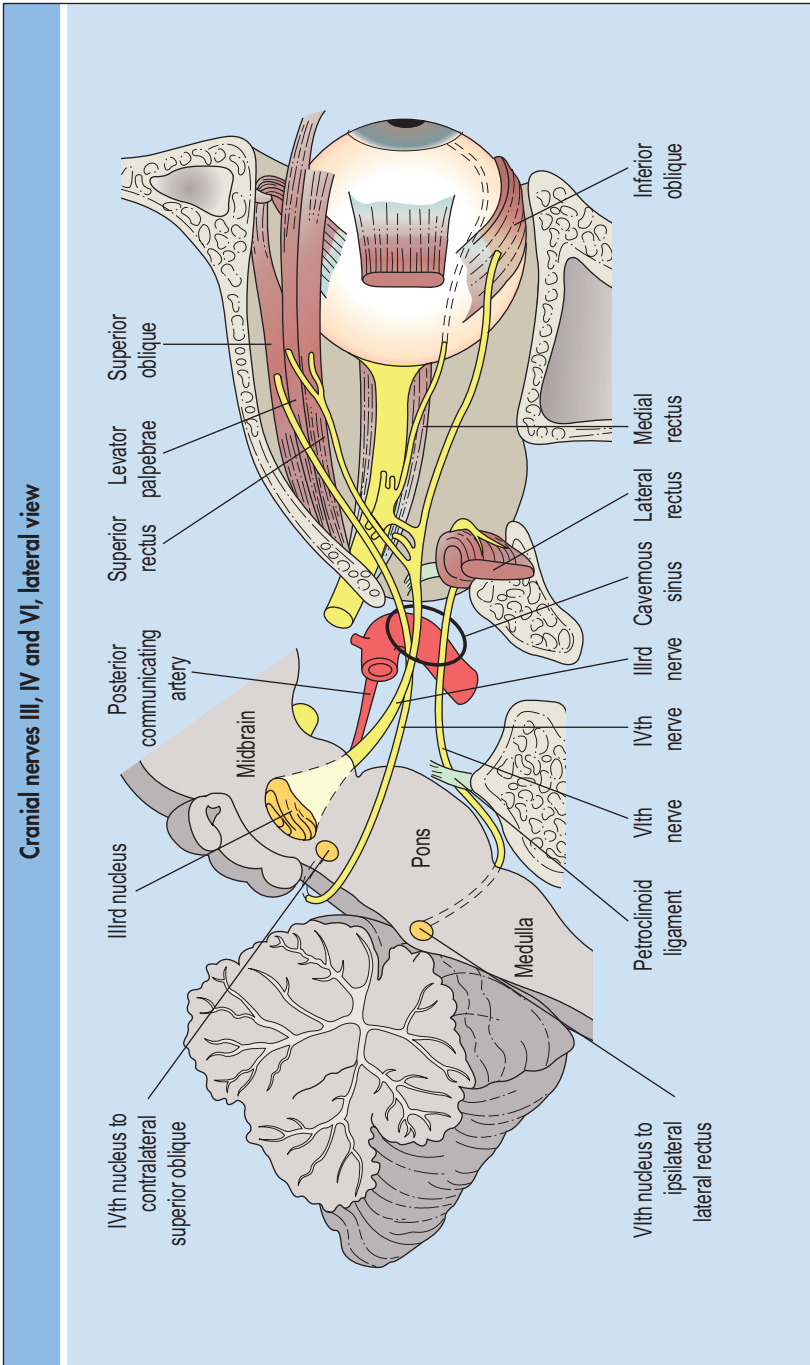 Cranial nerves III, IV and VI, lateral view
IVth nucleus to
contralateral
superior oblique
IIIrd nucleus
Posterior
communicating
artery
Superior
rectus
Levator
palpebrae
Superior
oblique
Midbrain
Pons
Medulla
VIth nucleus to
ipsilateral
lateral rectus
Petroclinoid
ligament
VIth
nerve
IVth
nerve
IIIrd
nerve
Cavernous
sinus
Lateral
rectus
Medial
rectus
Inferior
oblique